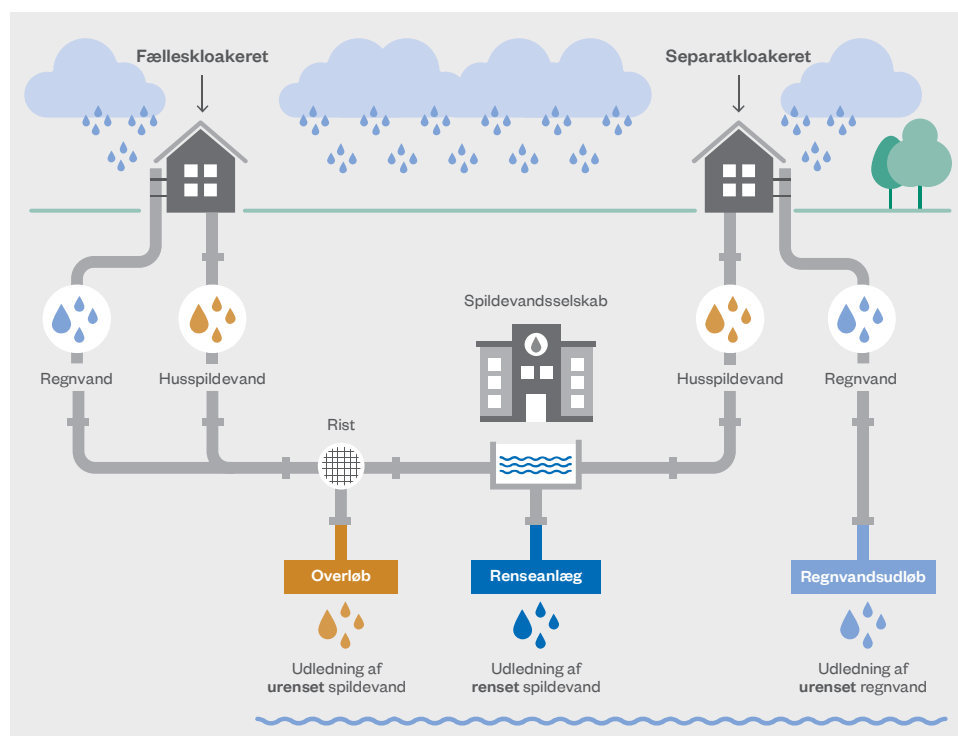 Fælleskloakeret
Separatkloakeret
Spildevandsselskab
Regnvand
Husspildevand
Husspildevand
Regnvand
Rist
Overløb
Renseanlæg
Regnvandsudløb
Udledning af
urenset spildevand
Udledning af
renset spildevand
Udledning af
urenset regnvand